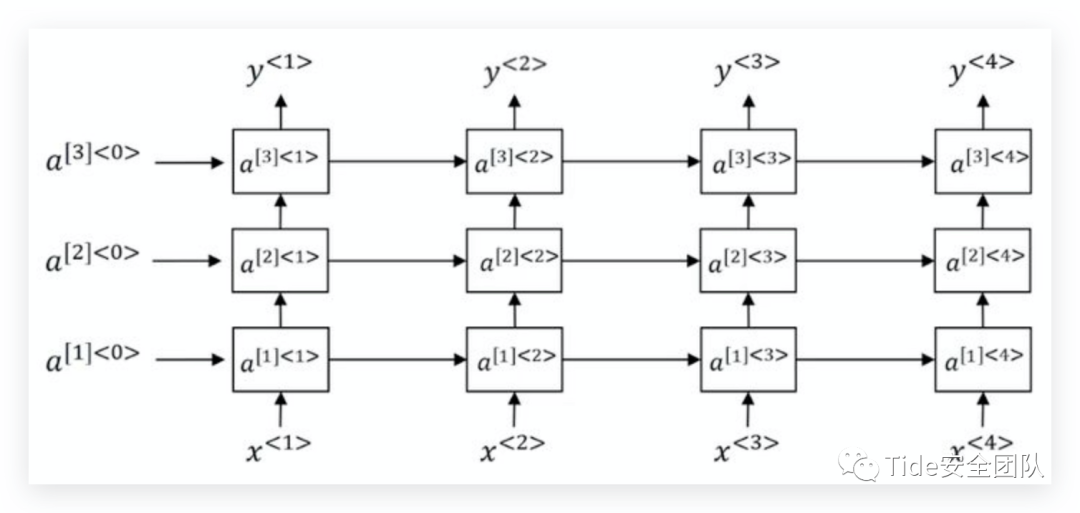 y<1> y<2> y<3> y<4>
a[3]<0> a[3]<1> a[3]<2> a[3]<3> a[3]<4>
a[2]<0> a[2]<1> a[2]<2> a[2]<3> a[2]<4>
a[1]<0> a[1]<1> a[1]<2> a[1]<3> a[1]<4>
x<1> x<2> x<3> x<4>
Tide安全团队